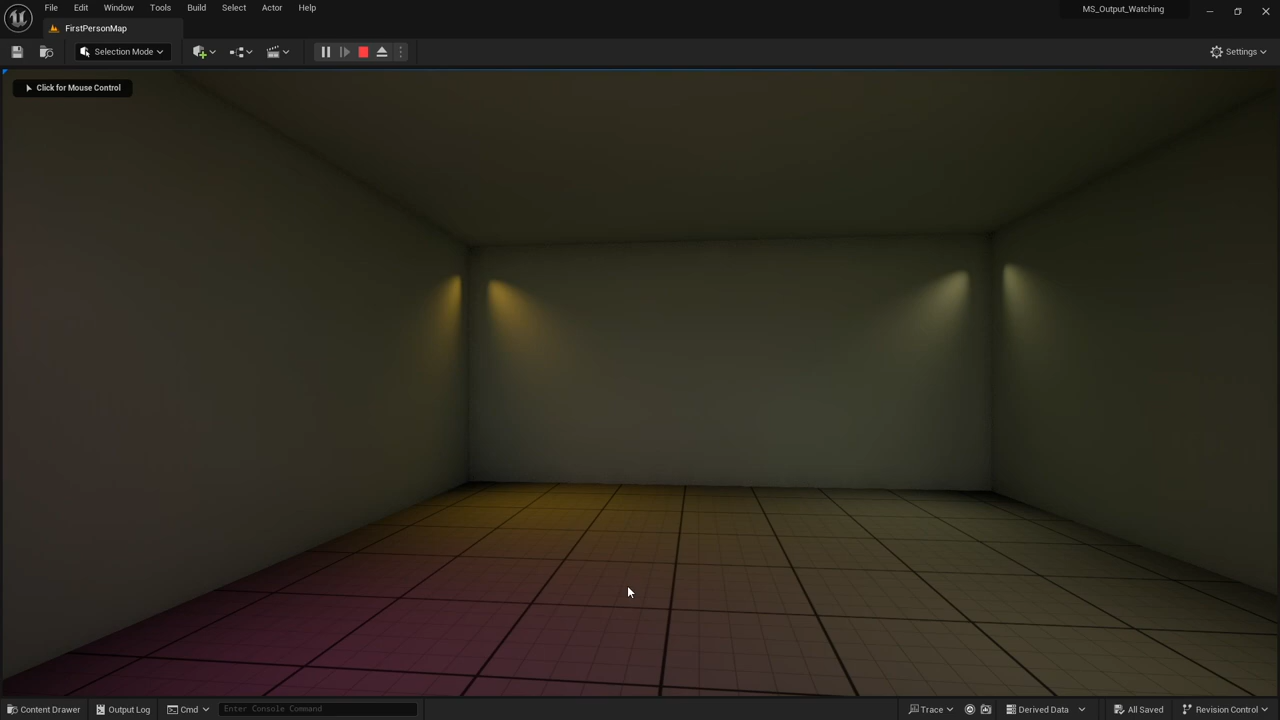 File Edit Window Tools Build Select Actor Help
MS_Output_Watching
FirstPersonMap
Selection Mode
Settings
Click for Mouse Control
Content Drawer
Output Log
Cmd
Enter Console Command
Trace
Derived Data
All Saved
Revision Control